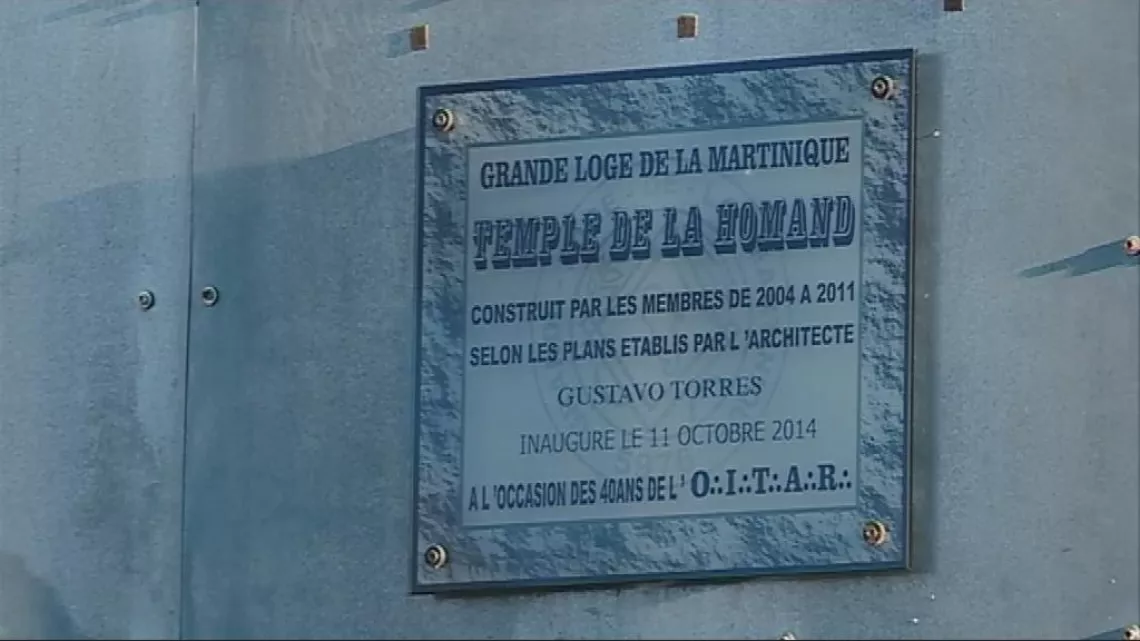 GRANDE LOGE DE LA MARTINIQUE
TEMPLE DE LA HOMAND
CONSTRUIT PAR LES MEMBRES DE 2004 A 2011
SELON LES PLANS ETABLIS PAR L 'ARCHITECTE
GUSTAVO TORRES
INAUGURE LE 11 OCTOBRE 2014
A L 'OCCASION DES 40ANS DE L ' O∴I∴T∴A∴R∴